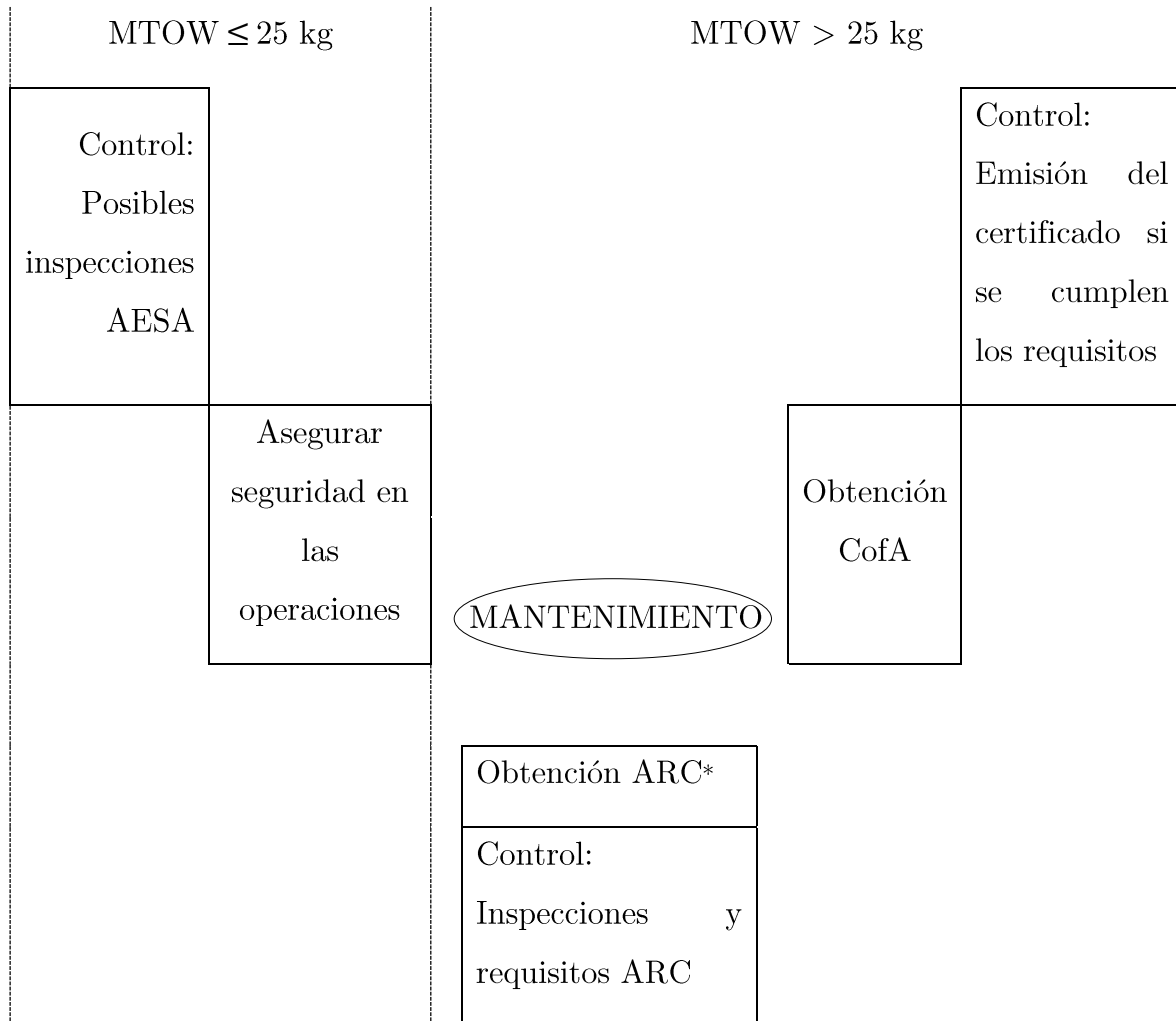 MTOW ≤ 25 kg
MTOW > 25 kg
Control:
Posibles
inspecciones
AESA
Control:
Emisión del
certificado si
se cumplen
los requisitos
Asegurar
seguridad en
las
operaciones
MANTENIMIENTO
Obtención
CofA
Obtención ARC*
Control:
Inspecciones y
requisitos ARC